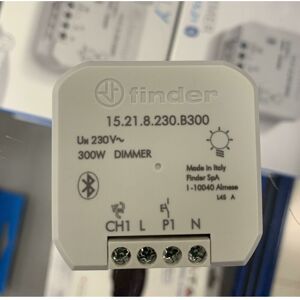 finder
15.21.8.230.B300
UN 230V~
300W DIMMER
Made in Italy
Finder SpA
I-10040 Almese
L45 A
CH1 L P1 N